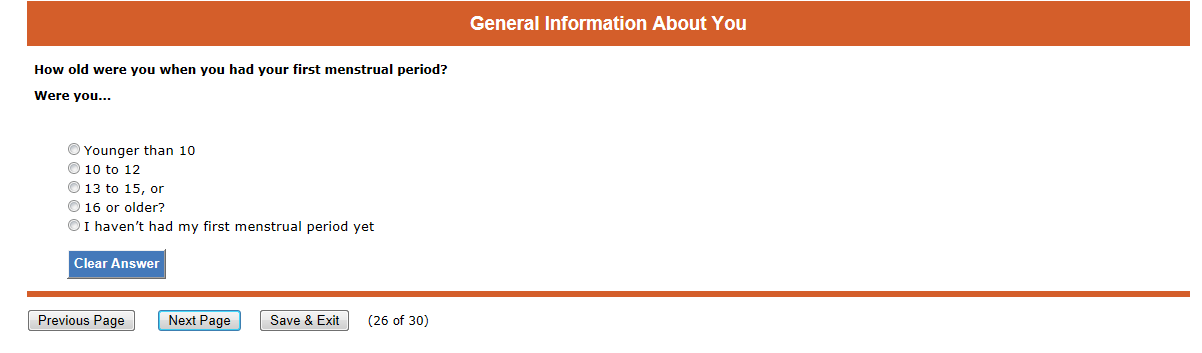 General Information About You
How old were you when you had your first menstrual period?
Were you...
Younger than 10
10 to 12
13 to 15, or
16 or older?
I haven’t had my first menstrual period yet
Clear Answer
Previous Page Next Page Save & Exit (26 of 30)